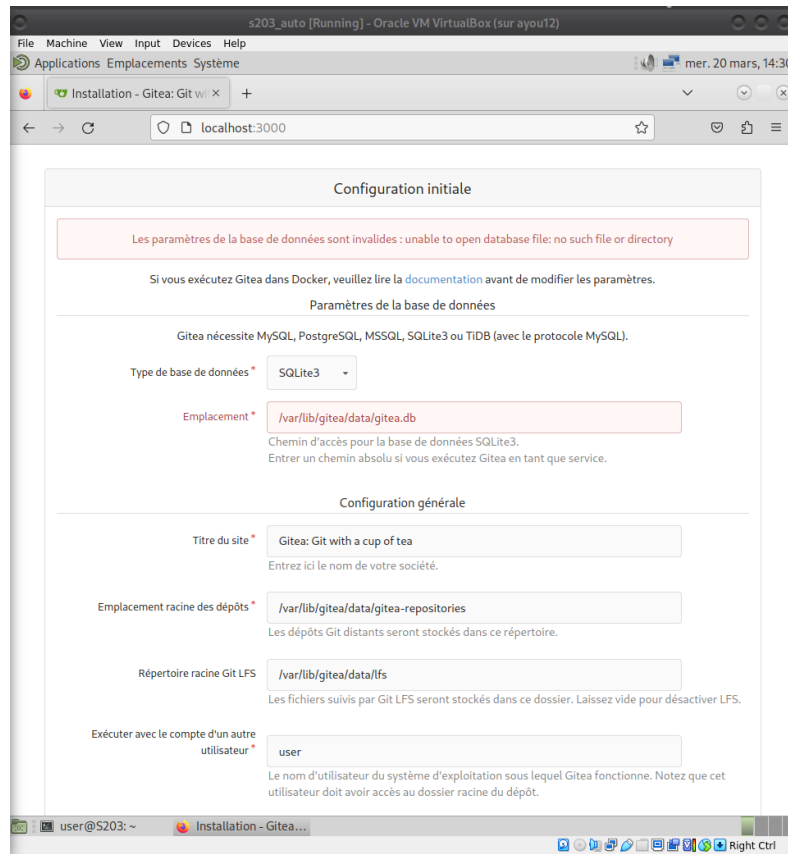 s203_auto [Running] - Oracle VM VirtualBox (sur ayou12)
File Machine View Input Devices Help
Applications Emplacements Système mer. 20 mars, 14:30
Installation - Gitea: Git wi
localhost:3000
Configuration initiale
Les paramètres de la base de données sont invalides : unable to open database file: no such file or directory
Si vous exécutez Gitea dans Docker, veuillez lire la documentation avant de modifier les paramètres.
Paramètres de la base de données
Gitea nécessite MySQL, PostgreSQL, MSSQL, SQLite3 ou TiDB (avec le protocole MySQL).
Type de base de données * SQLite3
Emplacement * /var/lib/gitea/data/gitea.db
Chemin d'accès pour la base de données SQLite3.
Entrer un chemin absolu si vous exécutez Gitea en tant que service.
Configuration générale
Titre du site * Gitea: Git with a cup of tea
Entrez ici le nom de votre société.
Emplacement racine des dépôts * /var/lib/gitea/data/gitea-repositories
Les dépôts Git distants seront stockés dans ce répertoire.
Répertoire racine Git LFS /var/lib/gitea/data/lfs
Les fichiers suivis par Git LFS seront stockés dans ce dossier. Laissez vide pour désactiver LFS.
Exécuter avec le compte d'un autre
utilisateur * user
Le nom d'utilisateur du système d'exploitation sous lequel Gitea fonctionne. Notez que cet
utilisateur doit avoir accès au dossier racine du dépôt.
user@S203: ~ Installation - Gitea...
Right Ctrl